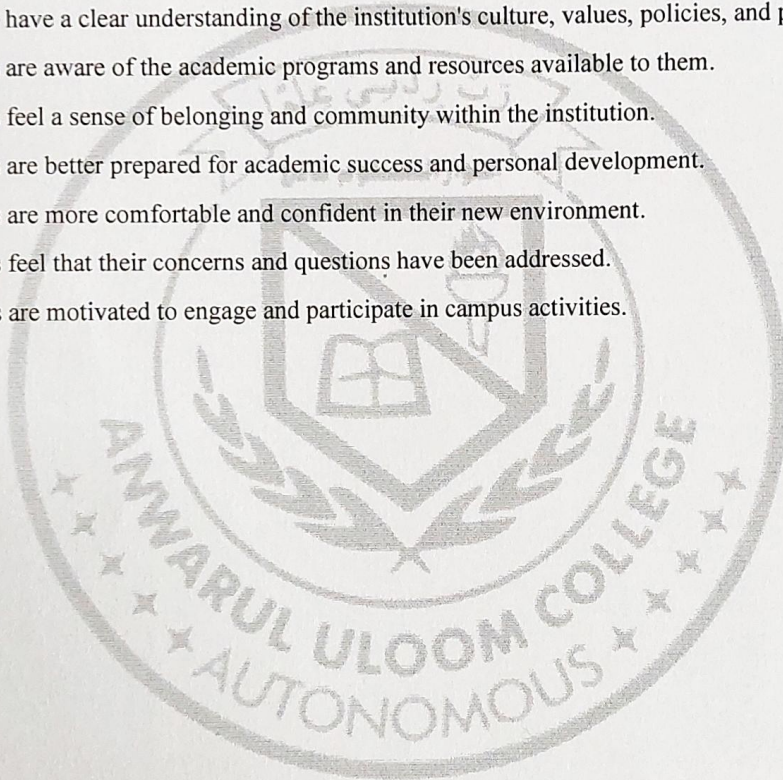 have a clear understanding of the institution's culture, values, policies, and
are aware of the academic programs and resources available to them.
feel a sense of belonging and community within the institution.
are better prepared for academic success and personal development.
are more comfortable and confident in their new environment.
feel that their concerns and questions have been addressed.
are motivated to engage and participate in campus activities.
ANWARUL ULOOM COLLEGE
AUTONOMOUS